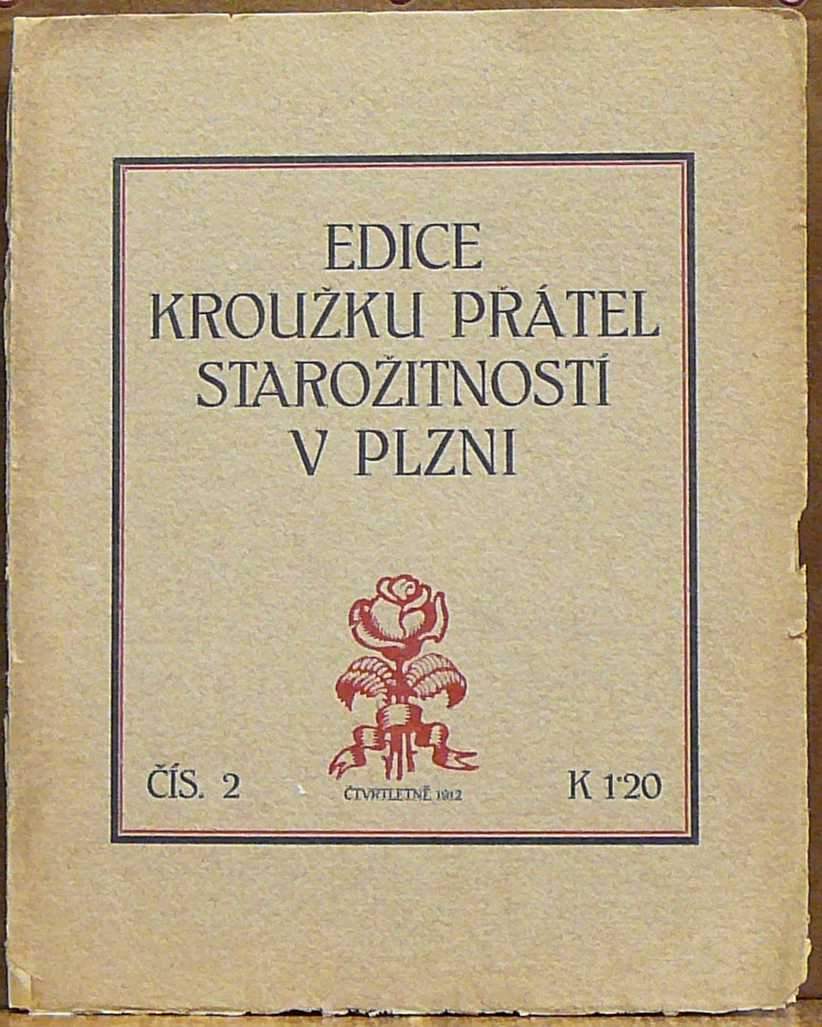 EDICE
KROUŽKU PŘÁTEL
STAROŽITNOSTÍ
V PLZNI
ČÍS. 2
ČTVRTLETNĚ 1912
K 1·20